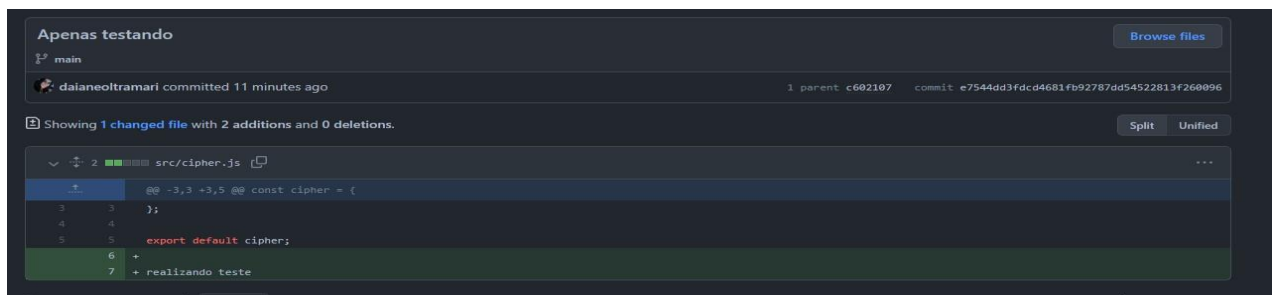 Apenas testando
Browse files
main
daianeoltramari committed 11 minutes ago
1 parent c602107 commit e7544dd3fdcd4681fb92787dd54522813f260096
Showing 1 changed file with 2 additions and 0 deletions.
Split Unified
2 src/cipher.js ...
@@ -3,3 +3,5 @@ const cipher = {
3 3 };
4 4
5 5 export default cipher;
6 +
7 + realizando teste